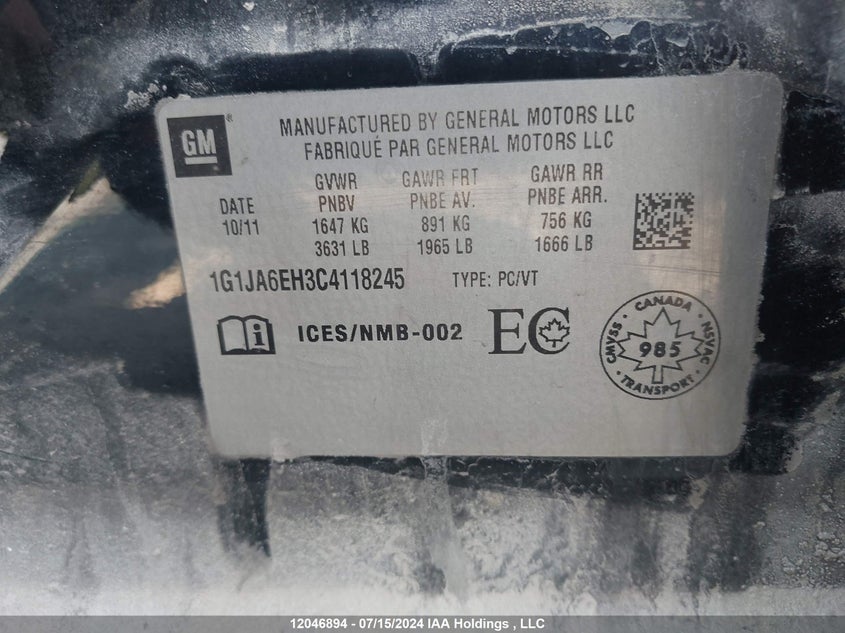 GM ®
MANUFACTURED BY GENERAL MOTORS LLC
FABRIQUÉ PAR GENERAL MOTORS LLC
DATE
10/11
GVWR
PNBV
1647 KG
3631 LB
GAWR FRT
PNBE AV.
891 KG
1965 LB
GAWR RR
PNBE ARR.
756 KG
1666 LB
1G1JA6EH3C4118245 TYPE: PC/VT
i ICES/NMB-002 EC
CANADA
CMVSS 985 NSVAC
TRANSPORT
12046894 - 07/15/2024 IAA Holdings , LLC